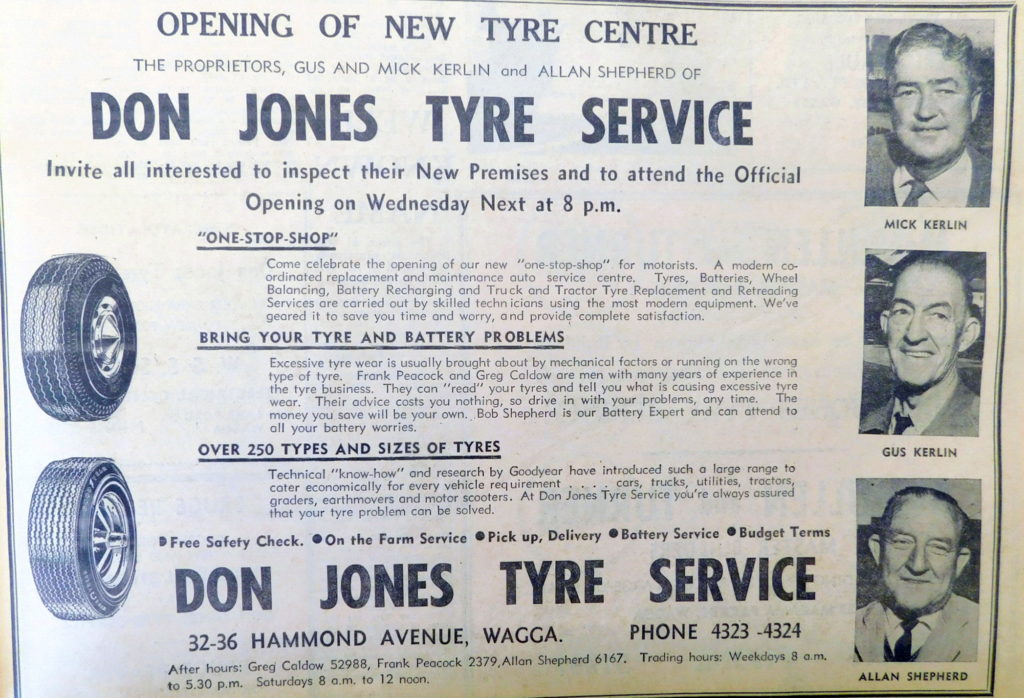 OPENING OF NEW TYRE CENTRE
THE PROPRIETORS, GUS AND MICK KERLIN and ALLAN SHEPHERD OF
DON JONES TYRE SERVICE
Invite all interested to inspect their New Premises and to attend the Official
Opening on Wednesday Next at 8 p.m.
"ONE-STOP-SHOP"
Come celebrate the opening of our new "one-stop-shop" for motorists. A modern co-
ordinated replacement and maintenance auto service centre. Tyres, Batteries, Wheel
Balancing, Battery Recharging and Truck and Tractor Tyre Replacement and Retreading
Services are carried out by skilled technicians using the most modern equipment. We've
geared it to save you time and worry, and provide complete satisfaction.
BRING YOUR TYRE AND BATTERY PROBLEMS
Excessive tyre wear is usually brought about by mechanical factors or running on the wrong
type of tyre. Frank Peacock and Greg Caldow are men with many years of experience in
the tyre business. They can "read" your tyres and tell you what is causing excessive tyre
wear. Their advice costs you nothing, so drive in with your problems, any time. The
money you save will be your own. Bob Shepherd is our Battery Expert and can attend to
all your battery worries.
OVER 250 TYPES AND SIZES OF TYRES
Technical "know-how" and research by Goodyear have introduced such a large range to
cater economically for every vehicle requirement . . . . . cars, trucks, utilities, tractors,
graders, earthmovers and motor scooters. At Don Jones Tyre Service you're always assured
that your tyre problem can be solved.
●Free Safety Check. ●On the Farm Service ●Pick up, Delivery ●Battery Service ●Budget Terms
DON JONES TYRE SERVICE
32-36 HAMMOND AVENUE, WAGGA. PHONE 4323 -4324
After hours: Greg Caldow 52988, Frank Peacock 2379,Allan Shepherd 6167. Trading hours: Weekdays 8 a.m.
to 5.30 p.m. Saturdays 8 a.m. to 12 noon.
MICK KERLIN
GUS KERLIN
ALLAN SHEPHERD